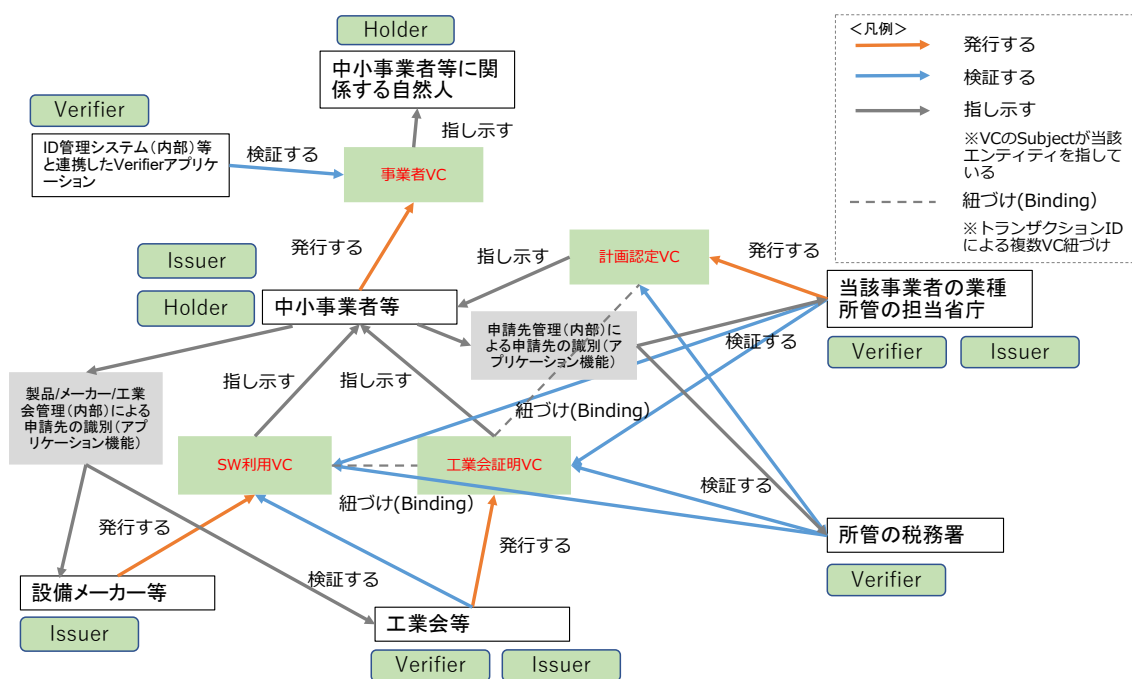 Holder
中小事業者等に関
係する自然人
Verifier
ID管理システム(内部)等
と連携したVerifierアプリケ
ーション
検証する
指し示す
事業者VC
発行する
Issuer
Holder
中小事業者等
指し示す
計画認定VC
発行する
当該事業者の業種
所管の担当省庁
Verifier
Issuer
申請先管理(内部)によ
る申請先の識別(アプ
リケーション機能)
検証する
製品/メーカー/工業
会管理(内部)による
申請先の識別(アプ
リケーション機能)
指し示す
指し示す
紐づけ(Binding)
SW利用VC
工業会証明VC
紐づけ(Binding)
検証する
発行する
発行する
所管の税務署
Verifier
設備メーカー等
Issuer
検証する
工業会等
Verifier
Issuer
<凡例>
発行する
検証する
指し示す
※VCのSubjectが当該
エンティティを指して
いる
紐づけ(Binding)
※トランザクションID
による複数VC紐づけ